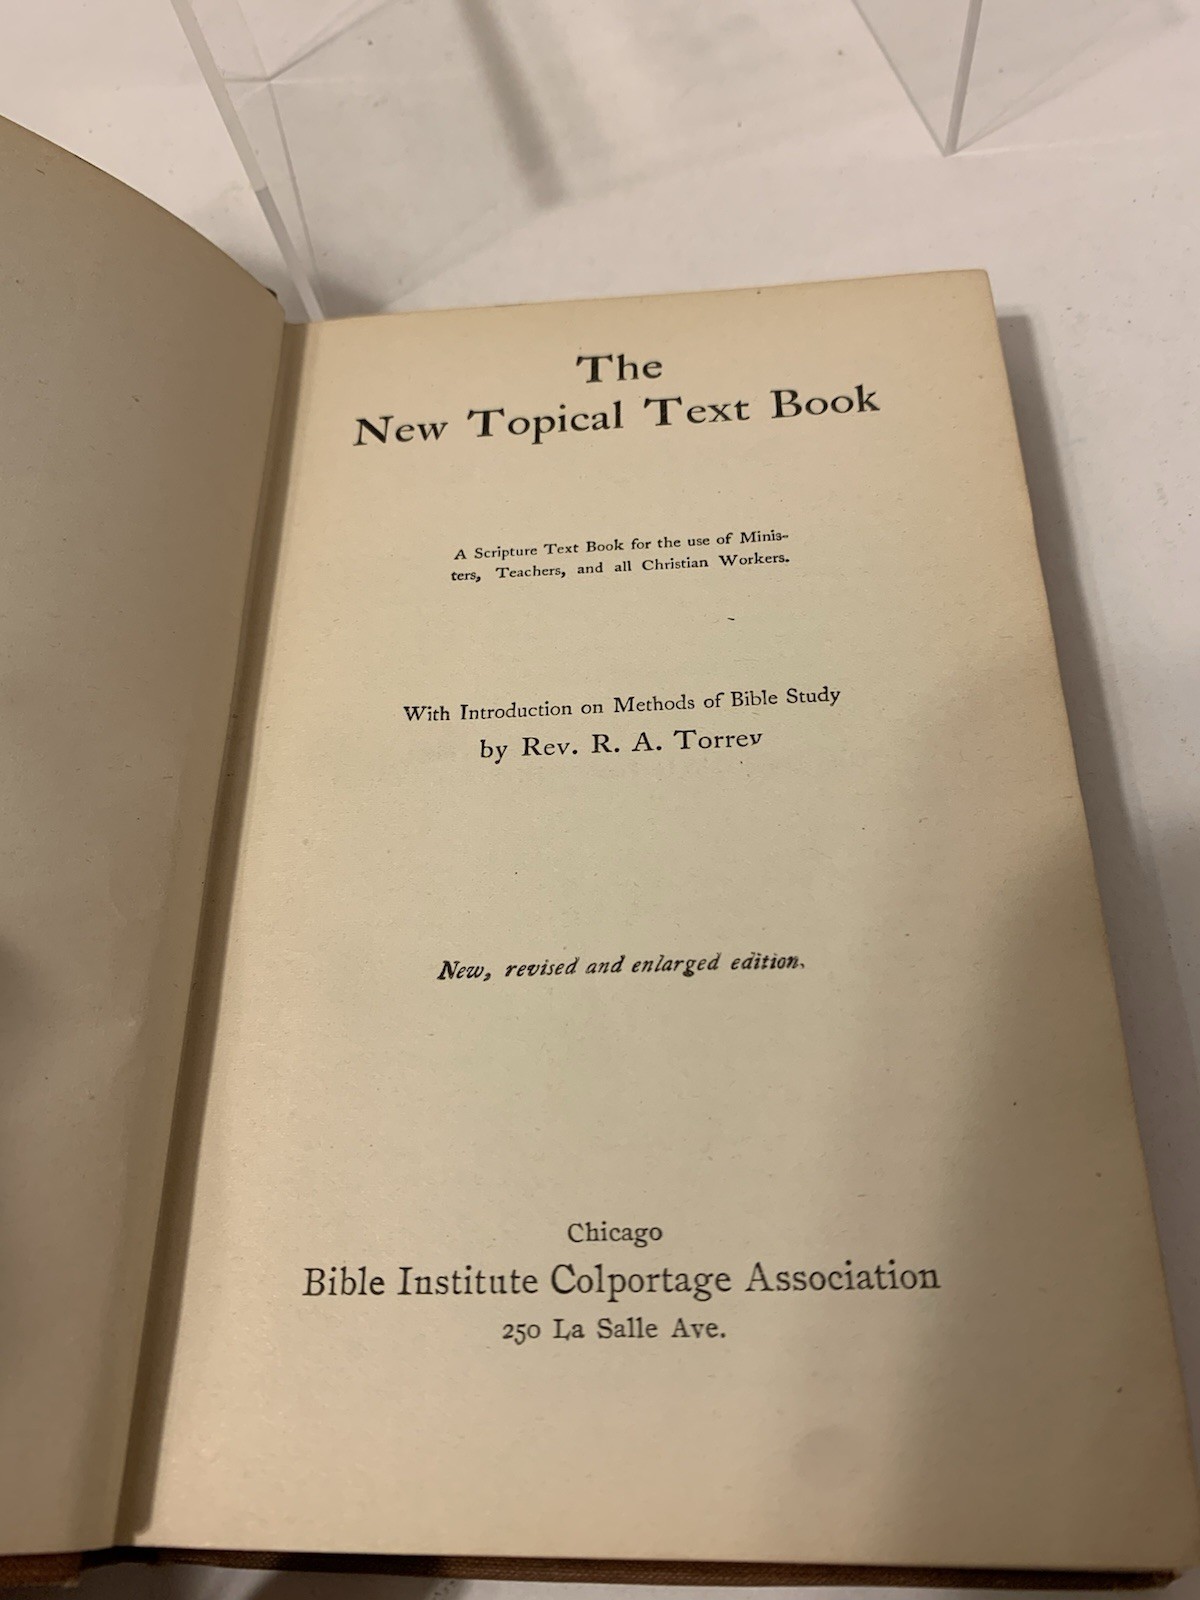 The
New Topical Text Book
A Scripture Text Book for the use of Minis-
ters, Teachers, and all Christian Workers.
With Introduction on Methods of Bible Study
by Rev. R. A. Torrey
New, revised and enlarged edition.
Chicago
Bible Institute Colportage Association
250 La Salle Ave.